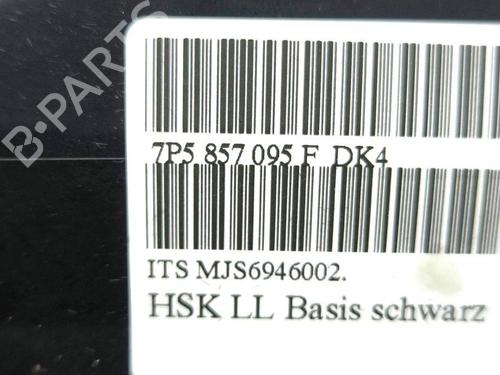 B-PARTS
7P5 857 095 F DK4
ITS MJS6946002.
HSK LL Basis schwarz